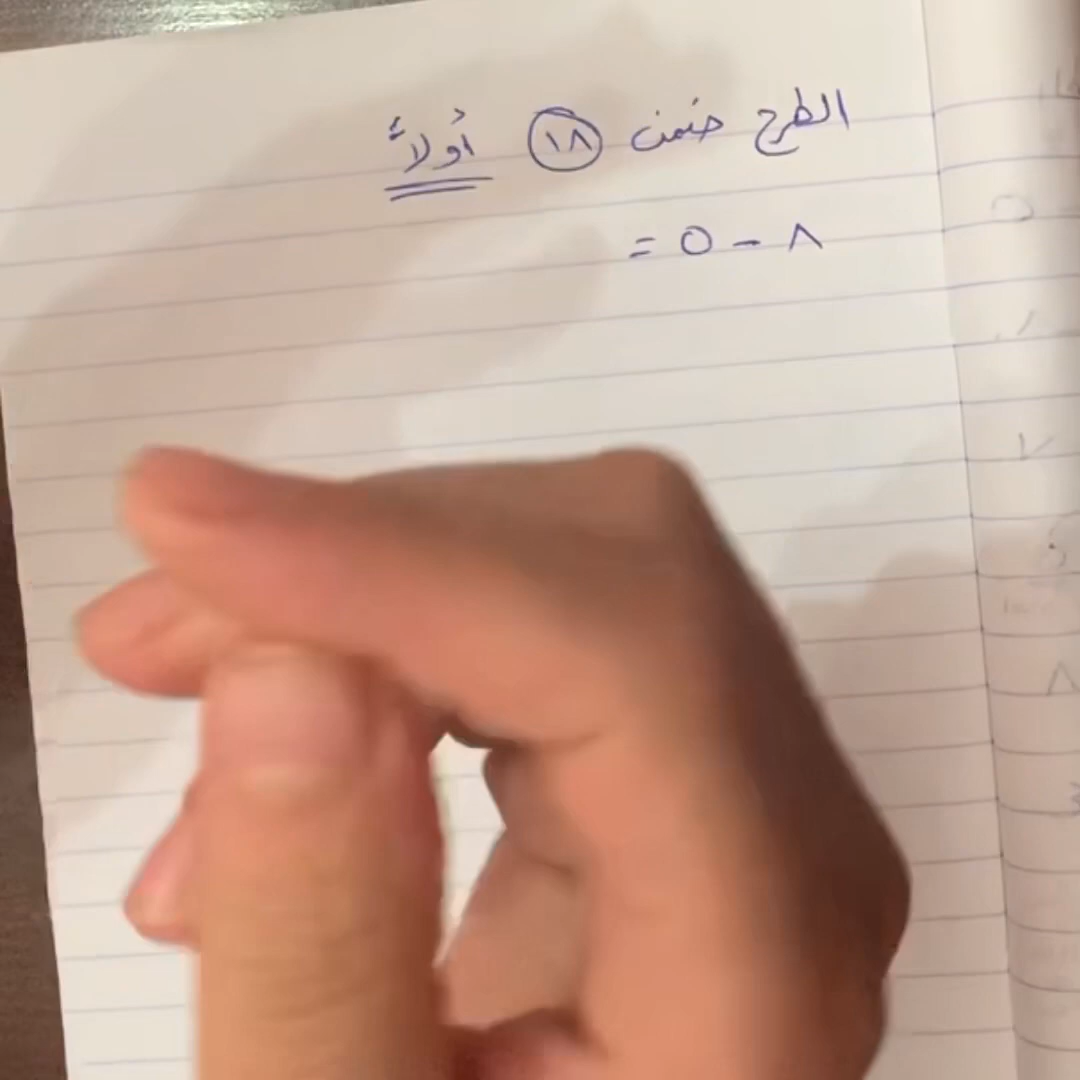 الطرح ضمن ١٨ أولاً
٨ - ٥ =